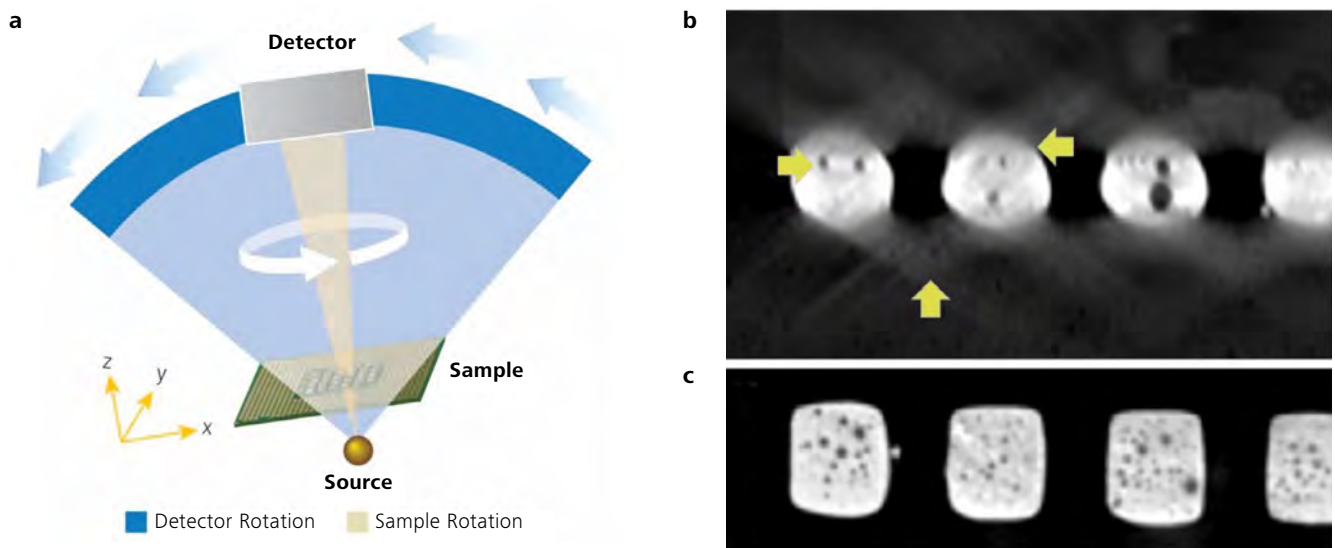 a
Detector
z
y
x
Sample
Source
Detector Rotation Sample Rotation
b
c